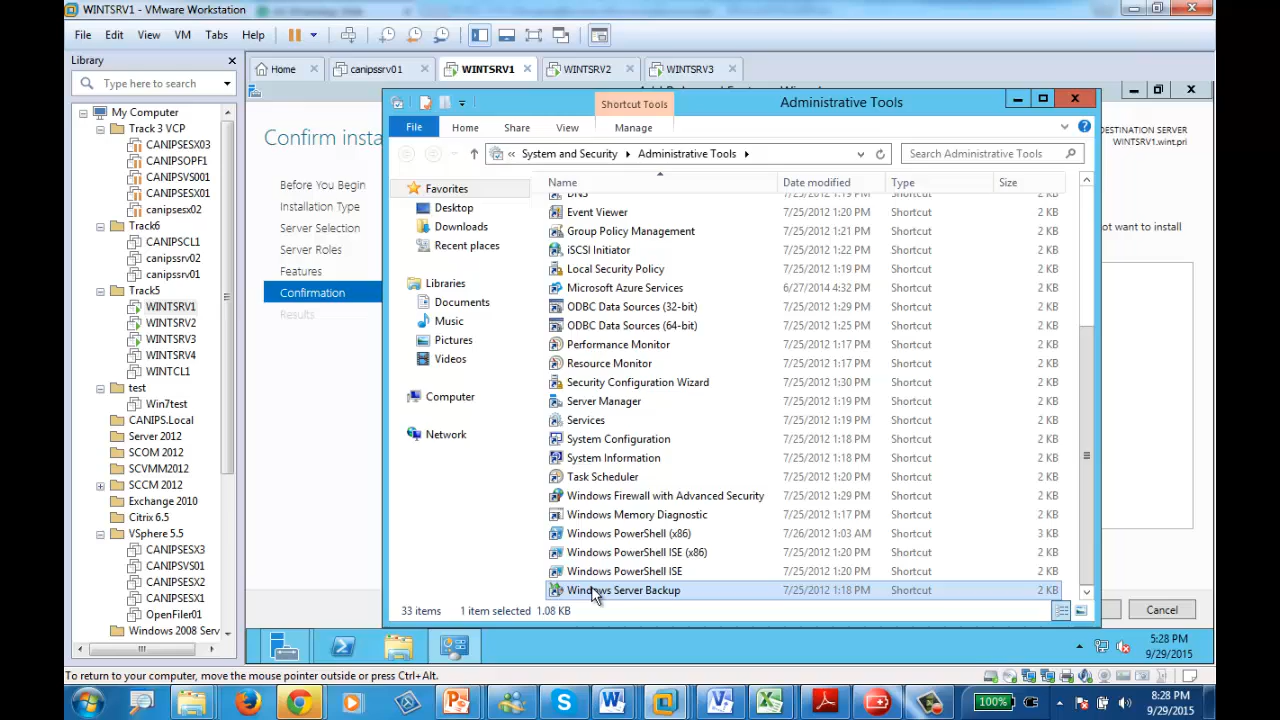 WINTSRV1 - VMware Workstation
File Edit View VM Tabs Help
Library
Type here to search
My Computer
Track 3 VCP
CANIPSESX03
CANIPSOPF1
CANIPSVS001
CANIPSESX01
canipsesx02
Track6
CANIPSCL1
canipssrv02
canipssrv01
Track5
WINTSRV1
WINTSRV2
WINTSRV3
WINTSRV4
WINTCL1
test
Win7test
CANIPS.Local
Server 2012
SCOM 2012
SCVMM2012
SCCM 2012
Exchange 2010
Citrix 6.5
VSphere 5.5
CANIPSESX3
CANIPSVS01
CANIPSESX2
CANIPSESX1
OpenFiler01
Windows 2008 Serv
Home canipssrv01 WINTSRV1 WINTSRV2 WINTSRV3
Confirm insta
DESTINATION SERVER
WINTSRV1.wint.pri
Before You Begin
Installation Type
Server Selection
Server Roles
Features
Confirmation
Results
ot want to install
Cancel
Shortcut Tools
Administrative Tools
File Home Share View Manage
« System and Security Administrative Tools
Search Administrative Tools
Favorites
Desktop
Downloads
Recent places
Libraries
Documents
Music
Pictures
Videos
Computer
Network
Name Date modified Type Size
DNS 7/25/2012 1:19 PM Shortcut 2 KB
Event Viewer 7/25/2012 1:20 PM Shortcut 2 KB
Group Policy Management 7/25/2012 1:21 PM Shortcut 2 KB
iSCSI Initiator 7/25/2012 1:22 PM Shortcut 2 KB
Local Security Policy 7/25/2012 1:19 PM Shortcut 2 KB
Microsoft Azure Services 6/27/2014 4:32 PM Shortcut 2 KB
ODBC Data Sources (32-bit) 7/25/2012 1:29 PM Shortcut 2 KB
ODBC Data Sources (64-bit) 7/25/2012 1:25 PM Shortcut 2 KB
Performance Monitor 7/25/2012 1:19 PM Shortcut 2 KB
Resource Monitor 7/25/2012 1:19 PM Shortcut 2 KB
Security Configuration Wizard 7/25/2012 1:30 PM Shortcut 2 KB
Server Manager 7/25/2012 1:19 PM Shortcut 2 KB
Services 7/25/2012 1:19 PM Shortcut 2 KB
System Configuration 7/25/2012 1:18 PM Shortcut 2 KB
System Information 7/25/2012 1:18 PM Shortcut 2 KB
Task Scheduler 7/25/2012 1:20 PM Shortcut 2 KB
Windows Firewall with Advanced Security 7/25/2012 1:29 PM Shortcut 2 KB
Windows Memory Diagnostic 7/25/2012 1:17 PM Shortcut 2 KB
Windows PowerShell (x86) 7/26/2012 1:03 AM Shortcut 3 KB
Windows PowerShell ISE (x86) 7/25/2012 1:20 PM Shortcut 2 KB
Windows PowerShell ISE 7/25/2012 1:20 PM Shortcut 2 KB
Windows Server Backup 7/25/2012 1:18 PM Shortcut 2 KB
33 items 1 item selected 1.08 KB
5:28 PM
9/29/2015
To return to your computer, move the mouse pointer outside or press Ctrl+Alt.
100%
8:28 PM
9/29/2015